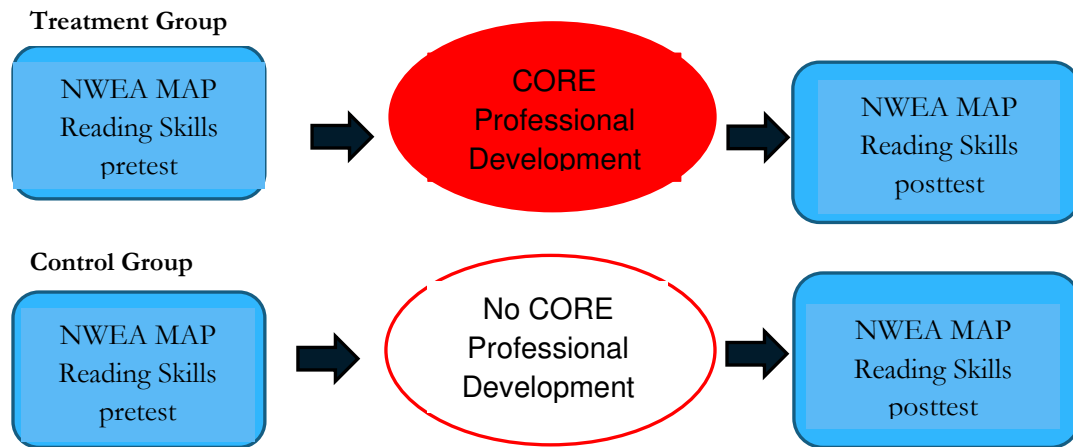 Treatment Group
NWEA MAP
Reading Skills
pretest
CORE
Professional
Development
NWEA MAP
Reading Skills
posttest
Control Group
NWEA MAP
Reading Skills
pretest
No CORE
Professional
Development
NWEA MAP
Reading Skills
posttest